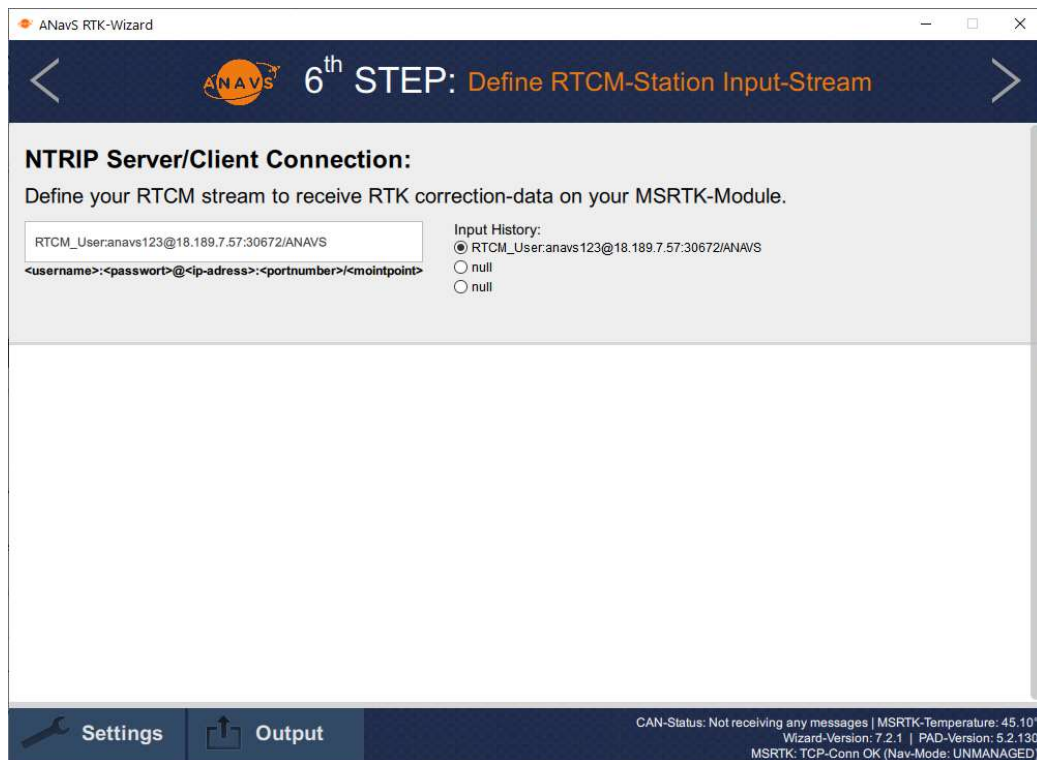 ANavS RTK-Wizard
ANAVS
6th STEP: Define RTCM-Station Input-Stream
NTRIP Server/Client Connection:
Define your RTCM stream to receive RTK correction-data on your MSRTK-Module.
RTCM_User:anavs123@18.189.7.57:30672/ANAVS
<username>:<passwort>@<ip-adress>:<portnumber>/<mointpoint>
Input History:
RTCM_User:anavs123@18.189.7.57:30672/ANAVS
null
null
Settings
Output
CAN-Status: Not receiving any messages | MSRTK-Temperature: 45.10°
Wizard-Version: 7.2.1 | PAD-Version: 5.2.130
MSRTK: TCP-Conn OK (Nav-Mode: UNMANAGED)